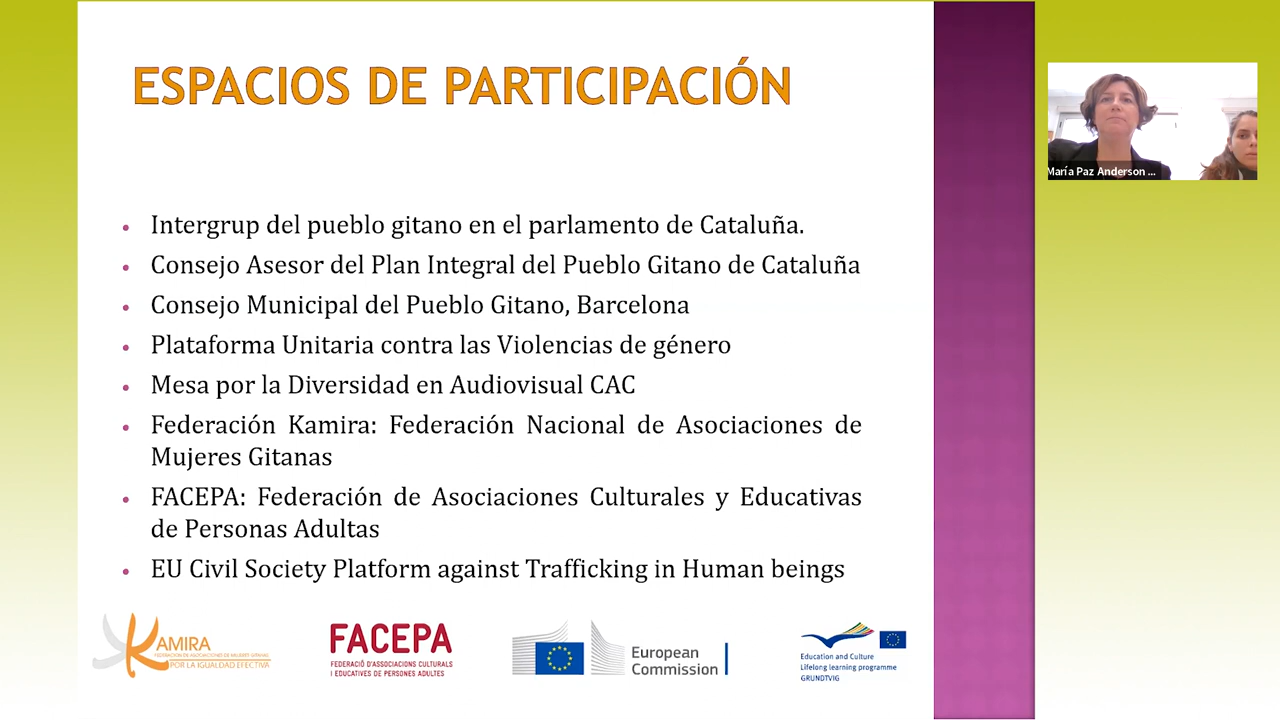 ESPACIOS DE PARTICIPACIÓN
María Paz Anderson ...
• Intergrup del pueblo gitano en el parlamento de Cataluña.
• Consejo Asesor del Plan Integral del Pueblo Gitano de Cataluña
• Consejo Municipal del Pueblo Gitano, Barcelona
• Plataforma Unitaria contra las Violencias de género
• Mesa por la Diversidad en Audiovisual CAC
• Federación Kamira: Federación Nacional de Asociaciones de
Mujeres Gitanas
• FACEPA: Federación de Asociaciones Culturales y Educativas
de Personas Adultas
• EU Civil Society Platform against Trafficking in Human beings
KAMIRA
FEDERACIÓN DE ASOCIACIONES DE MUJERES GITANAS
POR LA IGUALDAD EFECTIVA
FACEPA
FEDERACIÓ D'ASSOCIACIONS CULTURALS
I EDUCATIVES DE PERSONES ADULTES
European
Commission
Education and Culture
Lifelong learning programme
GRUNDTVIG